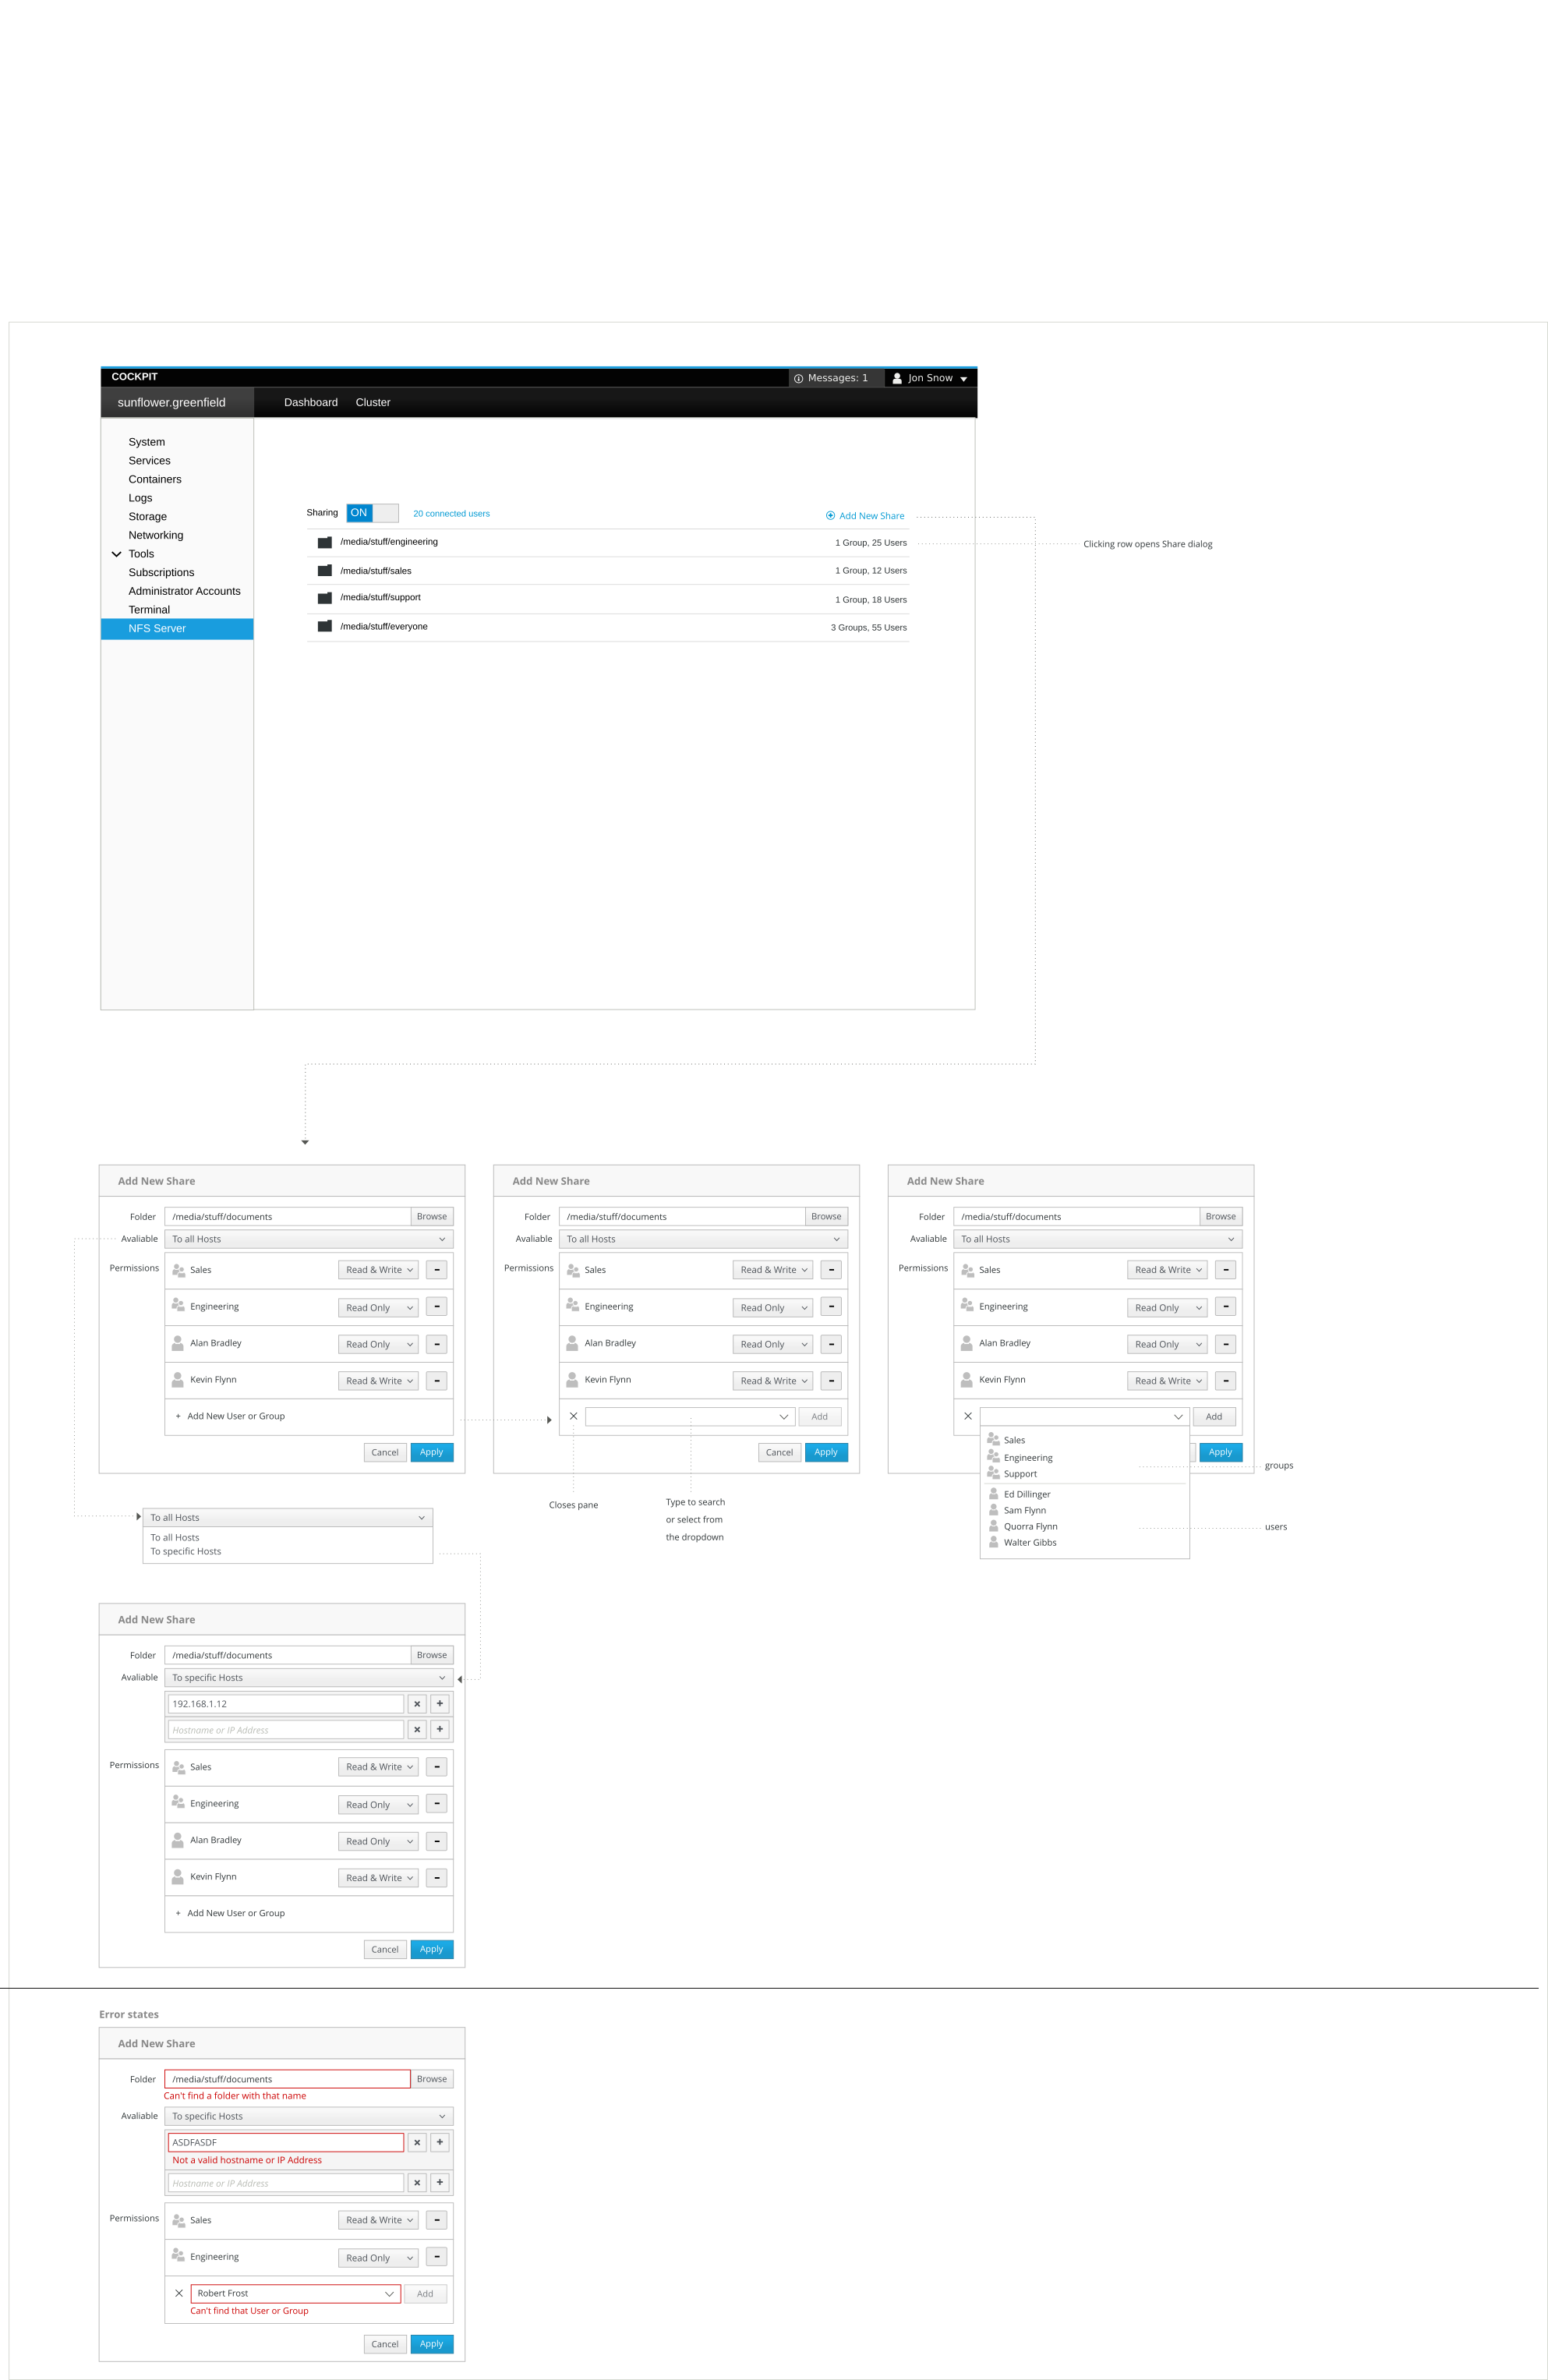 COCKPIT
Messages: 1
Jon Snow
sunflower.greenfield
Dashboard
Cluster
System
Services
Containers
Logs
Storage
Networking
Tools
Subscriptions
Administrator Accounts
Terminal
NFS Server
Sharing ON 20 connected users
Add New Share
/media/stuff/engineering 1 Group, 25 Users
Clicking row opens Share dialog
/media/stuff/sales 1 Group, 12 Users
/media/stuff/support 1 Group, 18 Users
/media/stuff/everyone 3 Groups, 55 Users
Add New Share
Folder /media/stuff/documents Browse
Avaliable To all Hosts
Permissions Sales Read & Write -
Engineering Read Only -
Alan Bradley Read Only -
Kevin Flynn Read & Write -
+ Add New User or Group
Cancel Apply
Add New Share
Folder /media/stuff/documents Browse
Avaliable To all Hosts
Permissions Sales Read & Write -
Engineering Read Only -
Alan Bradley Read Only -
Kevin Flynn Read & Write -
Add
Cancel Apply
Closes pane
Type to search
or select from
the dropdown
Add New Share
Folder /media/stuff/documents Browse
Avaliable To all Hosts
Permissions Sales Read & Write -
Engineering Read Only -
Alan Bradley Read Only -
Kevin Flynn Read & Write -
Add
Apply
Sales
Engineering
Support
groups
Ed Dillinger
Sam Flynn
Quorra Flynn
Walter Gibbs
users
To all Hosts
To all Hosts
To specific Hosts
Add New Share
Folder /media/stuff/documents Browse
Avaliable To specific Hosts
192.168.1.12 × +
Hostname or IP Address × +
Permissions Sales Read & Write -
Engineering Read Only -
Alan Bradley Read Only -
Kevin Flynn Read & Write -
+ Add New User or Group
Cancel Apply
Error states
Add New Share
Folder /media/stuff/documents Browse
Can't find a folder with that name
Avaliable To specific Hosts
ASDFASDF × +
Not a valid hostname or IP Address
Hostname or IP Address × +
Permissions Sales Read & Write -
Engineering Read Only -
Robert Frost Add
Can't find that User or Group
Cancel Apply